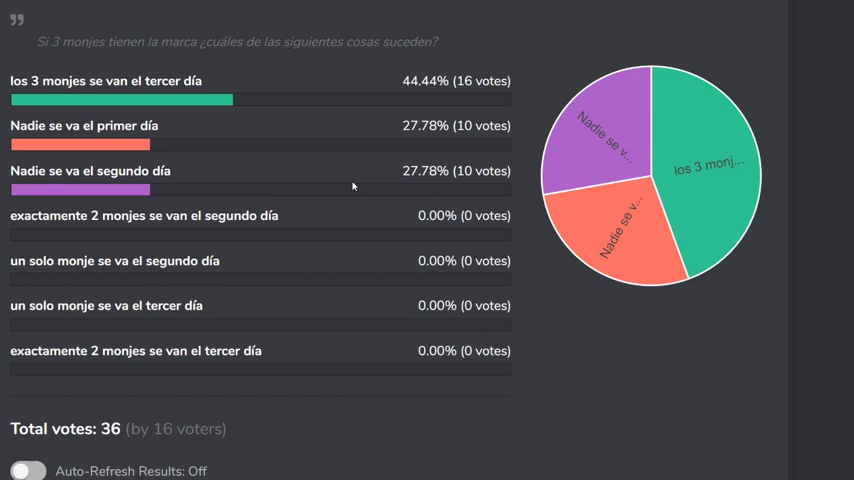 ”
Si 3 monjes tienen la marca ¿cuáles de las siguientes cosas suceden?
los 3 monjes se van el tercer día 44.44% (16 votes)
Nadie se va el primer día 27.78% (10 votes)
Nadie se va el segundo día 27.78% (10 votes)
exactamente 2 monjes se van el segundo día 0.00% (0 votes)
un solo monje se va el segundo día 0.00% (0 votes)
un solo monje se va el tercer día 0.00% (0 votes)
exactamente 2 monjes se van el tercer día 0.00% (0 votes)
Total votes: 36 (by 16 voters)
Auto-Refresh Results: Off
Nadie se v...
los 3 monj...
Nadie se v...